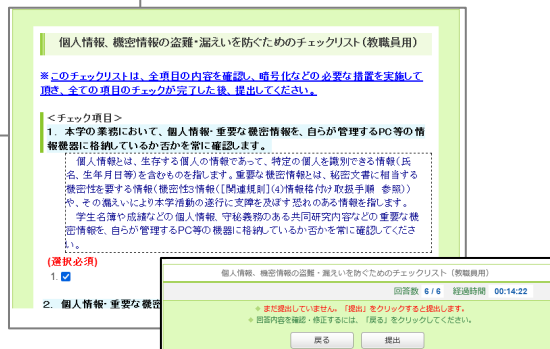 個人情報、機密情報の盗難・漏えいを防ぐためのチェックリスト(教職員用)
※このチェックリストは、全項目の内容を確認し、暗号化などの必要な措置を実施して
頂き、全ての項目のチェックが完了した後、提出してください。
<チェック項目>
1. 本学の業務において、個人情報・重要な機密情報を、自らが管理するPC等の情
報機器に格納しているか否かを常に確認します。
個人情報とは、生存する個人の情報であって、特定の個人を識別できる情報(氏
名、生年月日等)を含むものを指します。重要な機密情報とは、秘密文書に相当する
機密性を要する情報(機密性3情報([関連規則](4)情報格付け取扱手順 参照))
や、その漏えいにより本学活動の遂行に支障を及ぼす恐れのある情報を指します。
学生名簿や成績などの個人情報、守秘義務のある共同研究内容などの重要な機
密情報を、自らが管理するPC等の機器に格納しているか否かを常に確認してくださ
い。
(選択必須)
1.
2. 個人情報・重要な機密
個人情報、機密情報の盗難・漏えいを防ぐためのチェックリスト(教職員用)
回答数 6 / 6 経過時間 00:14:22
※ まだ提出していません。「提出」をクリックすると提出します。
※ 回答内容を確認・修正するには、「戻る」をクリックしてください。
戻る 提出